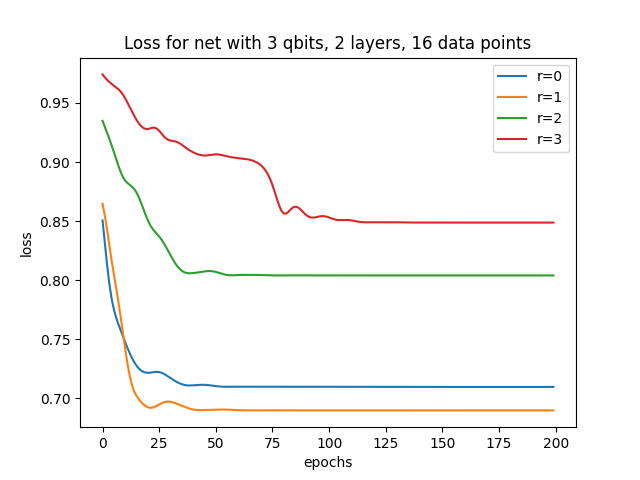 Loss for net with 3 qbits, 2 layers, 16 data points
r=0
r=1
r=2
r=3
loss
0.95
0.90
0.85
0.80
0.75
0.70
0 25 50 75 100 125 150 175 200
epochs